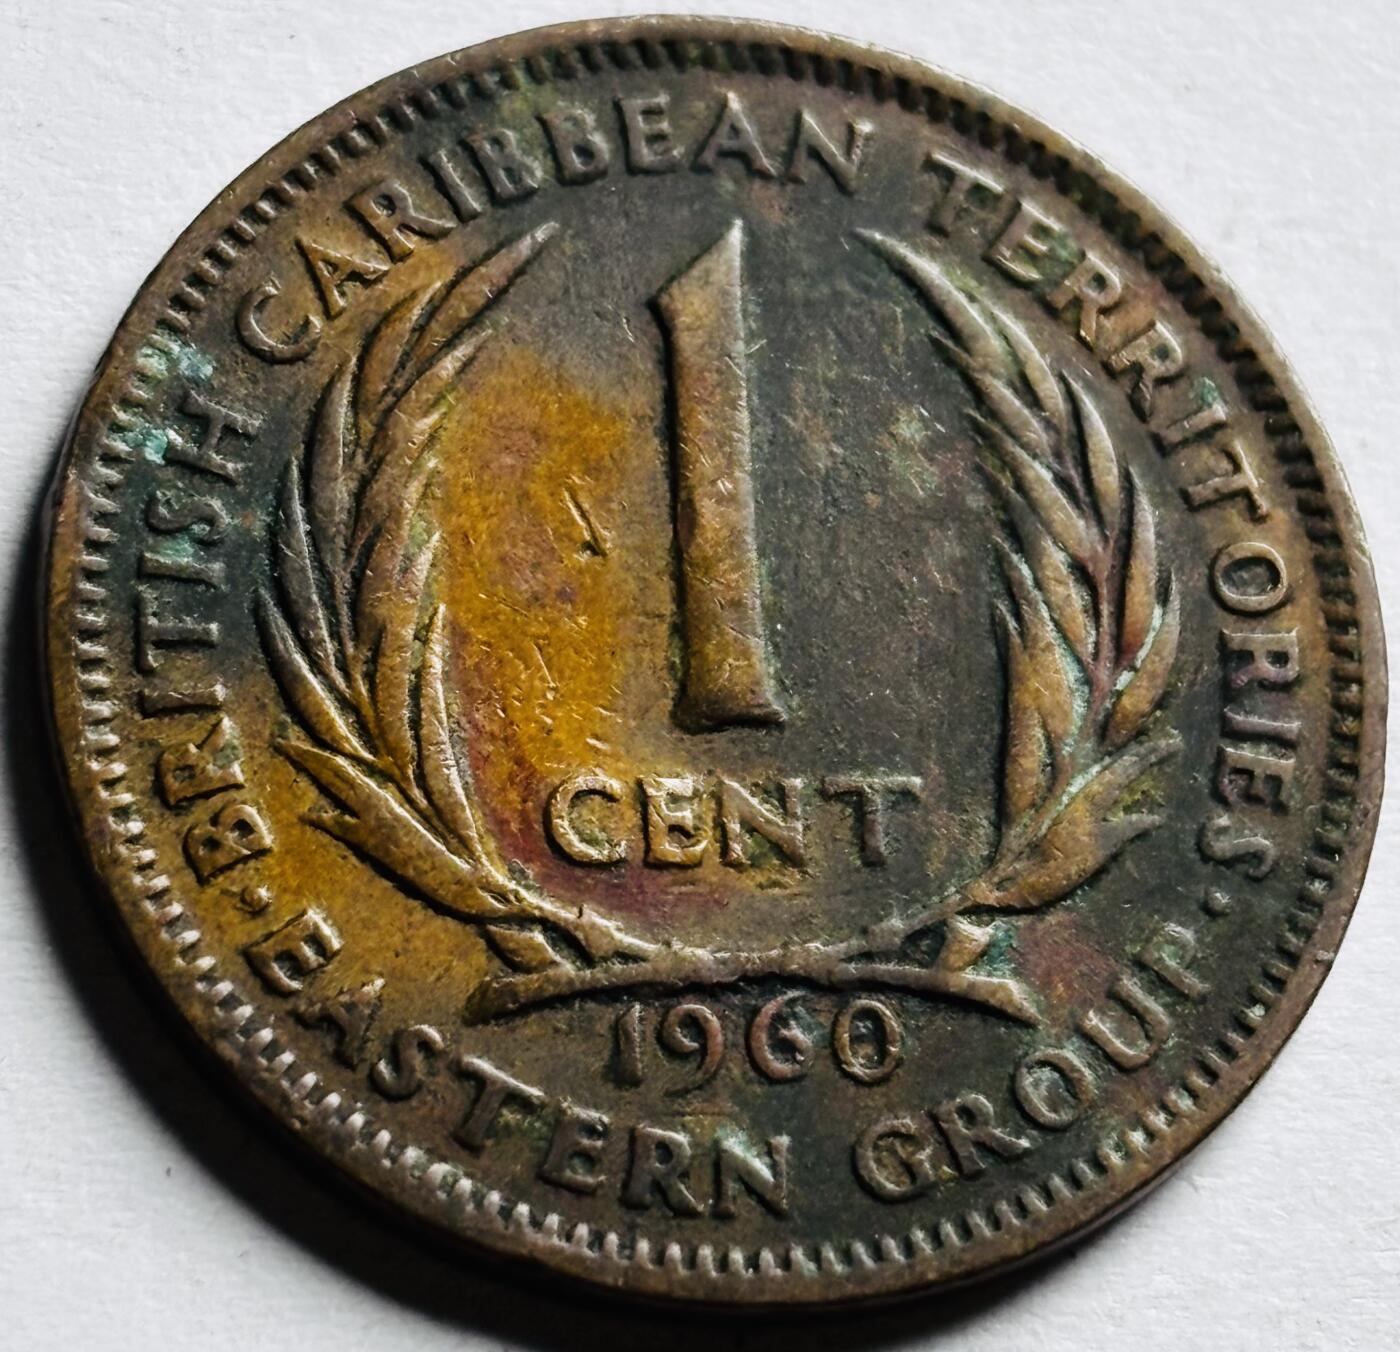 BRITISH CARIBBEAN TERRITORIES
1
CENT
1960
· EASTERN GROUP ·